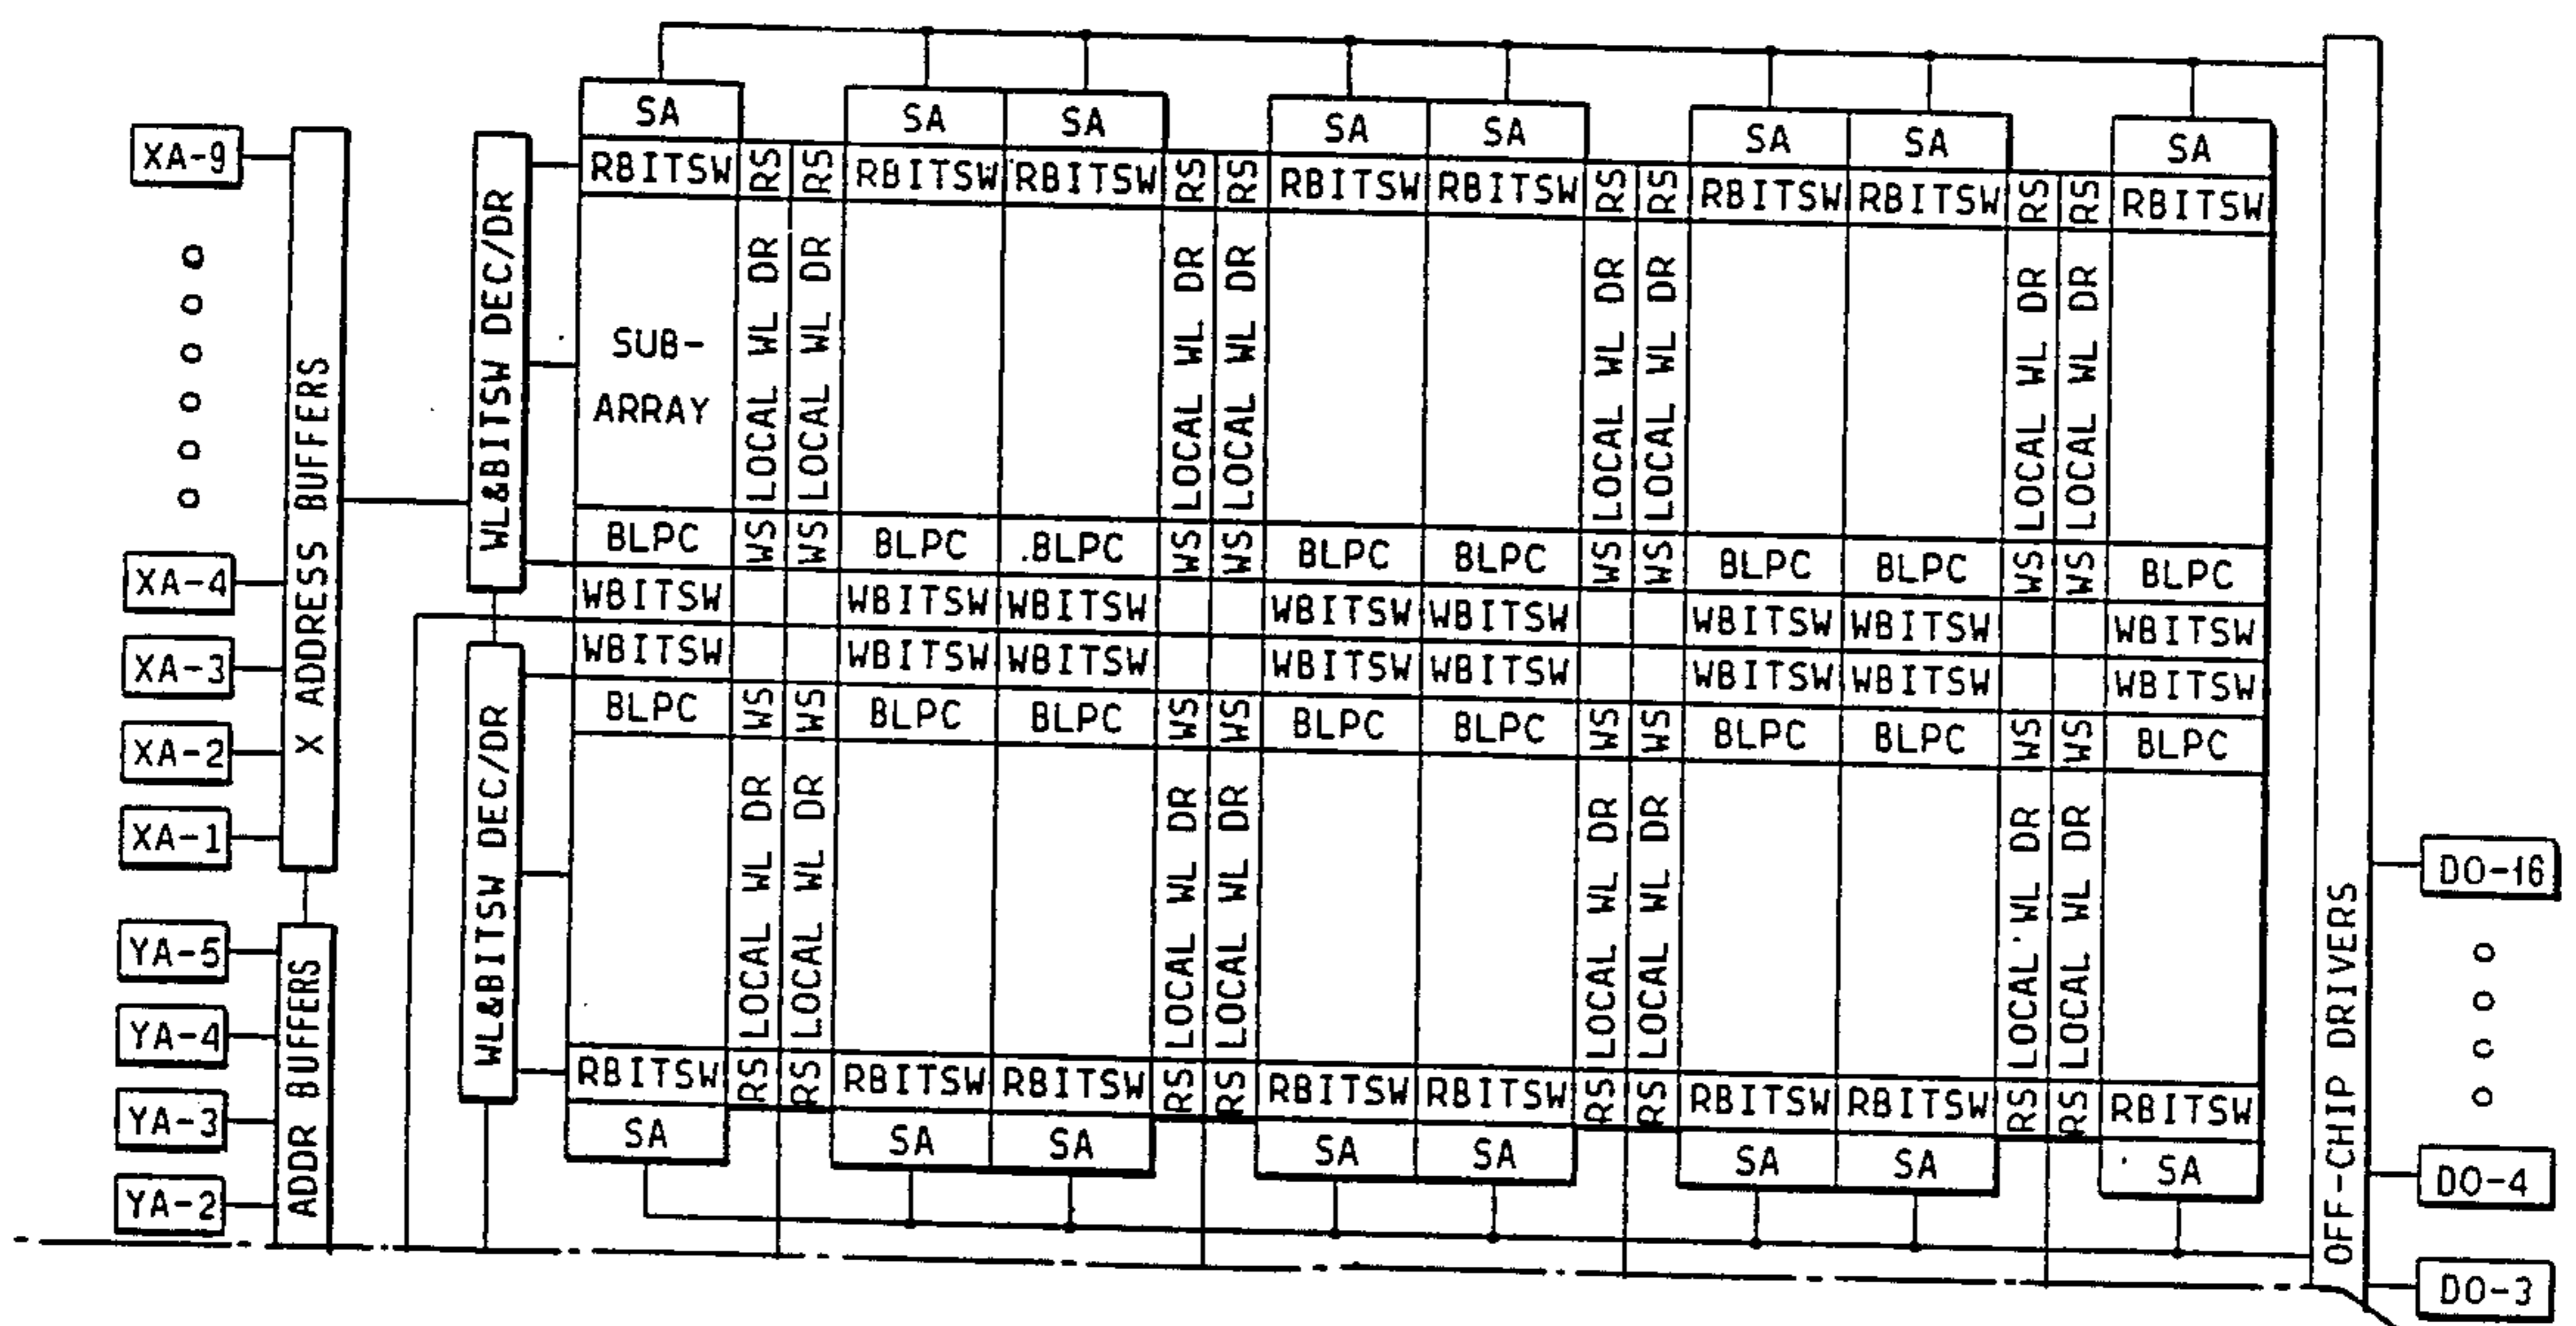 SA SA SA SA SA SA SA SA
XA-9 RBITSW RS RS RBITSW RBITSW RS RS RBITSW RBITSW RS RS RBITSW RBITSW RS RS RBITSW
X ADDRESS BUFFERS
WL&BITSW DEC/DR
SUB-
ARRAY
LOCAL WL DR LOCAL WL DR LOCAL WL DR LOCAL WL DR LOCAL WL DR LOCAL WL DR LOCAL WL DR LOCAL WL DR
BLPC WS WS BLPC BLPC WS WS BLPC BLPC WS WS BLPC BLPC WS WS BLPC
XA-4 WBITSW WBITSW WBITSW WBITSW WBITSW WBITSW WBITSW WBITSW
XA-3 WBITSW WBITSW WBITSW WBITSW WBITSW WBITSW WBITSW WBITSW
XA-2 BLPC WS WS BLPC BLPC WS WS BLPC BLPC WS WS BLPC BLPC WS WS BLPC
XA-1
WL&BITSW DEC/DR
LOCAL WL DR LOCAL WL DR LOCAL WL DR LOCAL WL DR LOCAL WL DR LOCAL WL DR LOCAL WL DR LOCAL WL DR
DO-16
YA-5
YA-4
ADDR BUFFERS
OFF-CHIP DRIVERS
RBITSW RS RS RBITSW RBITSW RS RS RBITSW RBITSW RS RS RBITSW RBITSW RS RS RBITSW
YA-3 SA SA SA SA SA SA SA SA
YA-2 DO-4
DO-3